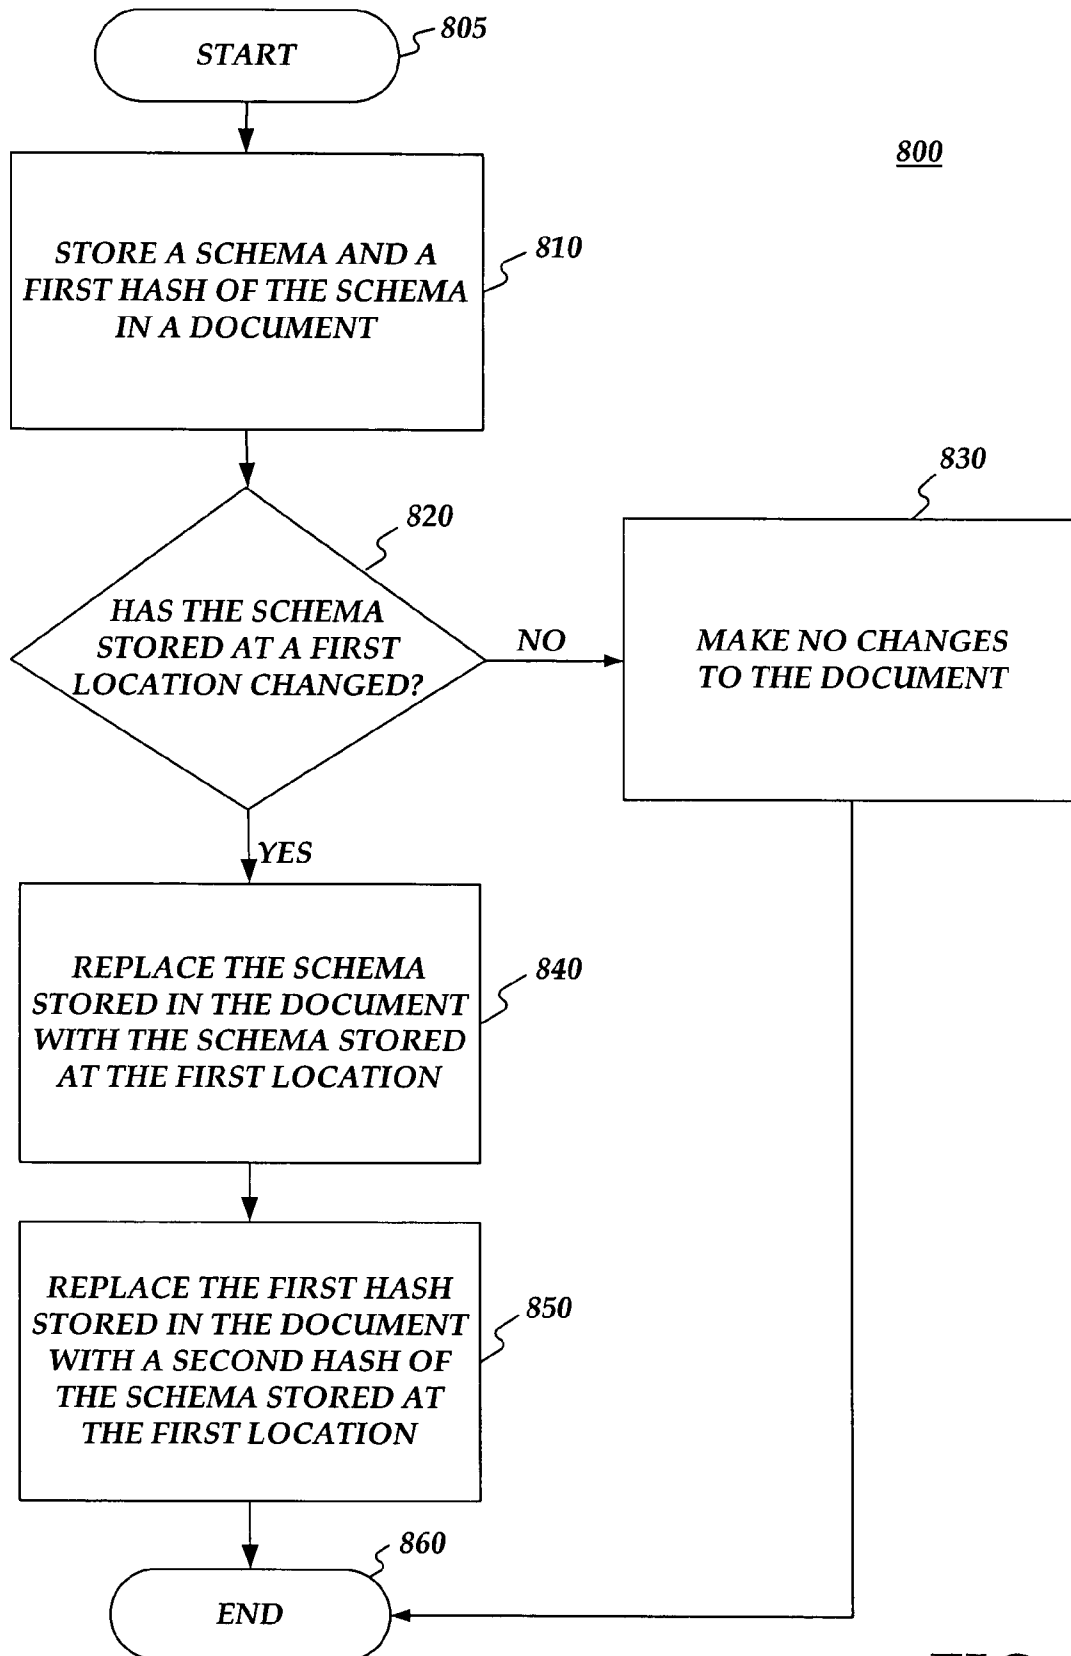 START
805
800
STORE A SCHEMA AND A
FIRST HASH OF THE SCHEMA
IN A DOCUMENT
810
820
830
HAS THE SCHEMA
STORED AT A FIRST
LOCATION CHANGED?
NO
MAKE NO CHANGES
TO THE DOCUMENT
YES
REPLACE THE SCHEMA
STORED IN THE DOCUMENT
WITH THE SCHEMA STORED
AT THE FIRST LOCATION
840
REPLACE THE FIRST HASH
STORED IN THE DOCUMENT
WITH A SECOND HASH OF
THE SCHEMA STORED AT
THE FIRST LOCATION
850
860
END